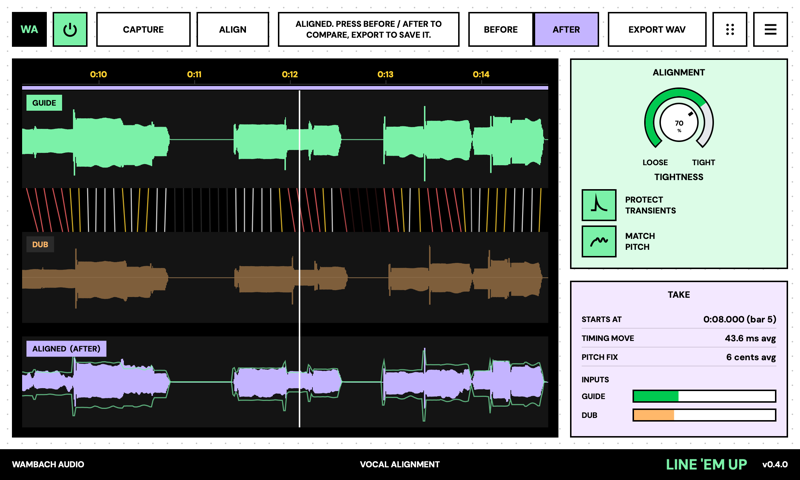 WA
CAPTURE
ALIGN
ALIGNED. PRESS BEFORE / AFTER TO
COMPARE, EXPORT TO SAVE IT.
BEFORE
AFTER
EXPORT WAV
0:10
0:11
0:12
0:13
0:14
GUIDE
DUB
ALIGNED (AFTER)
ALIGNMENT
70
%
LOOSE
TIGHT
TIGHTNESS
PROTECT
TRANSIENTS
MATCH
PITCH
TAKE
STARTS AT 0:08.000 (bar 5)
TIMING MOVE 43.6 ms avg
PITCH FIX 6 cents avg
INPUTS
GUIDE
DUB
WAMBACH AUDIO
VOCAL ALIGNMENT
LINE 'EM UP v0.4.0